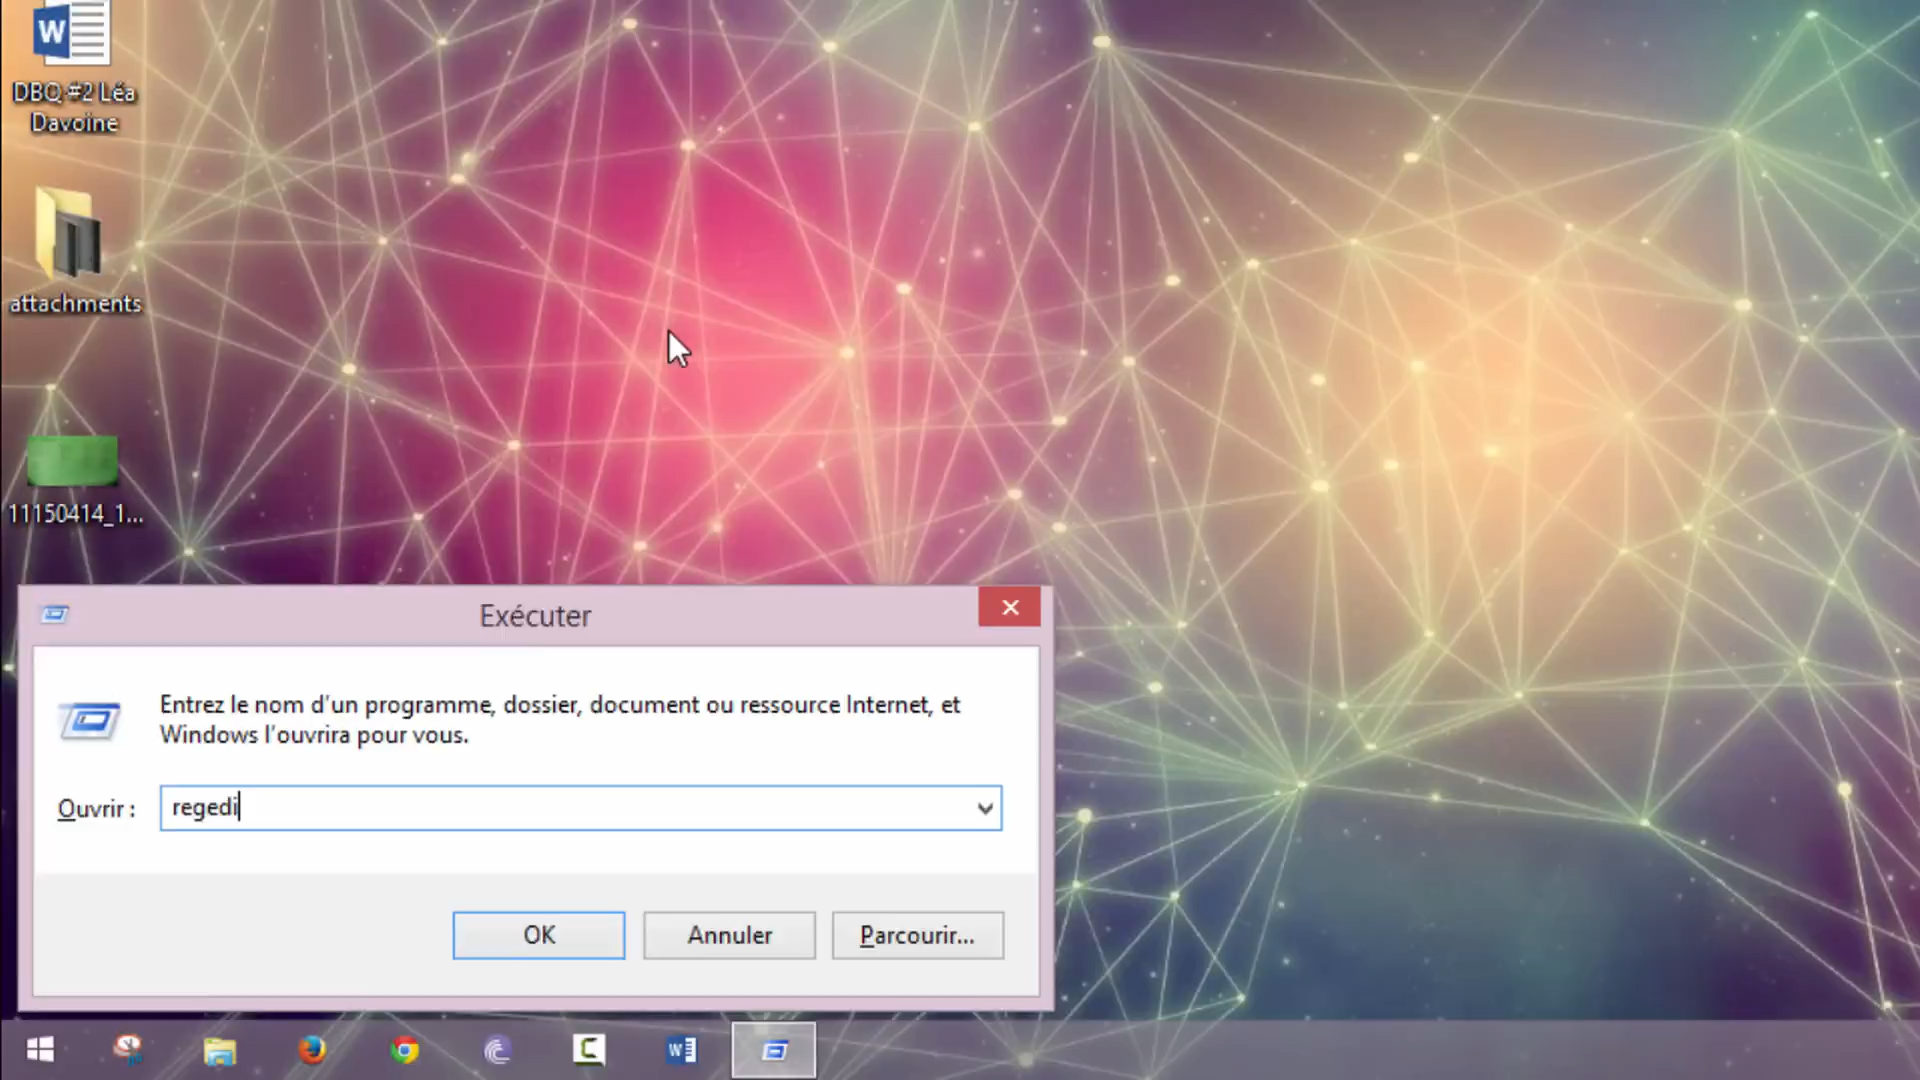 DBQ #2 Léa
Davoine
attachments
11150414_1...
Exécuter
Entrez le nom d'un programme, dossier, document ou ressource Internet, et
Windows l'ouvrira pour vous.
Ouvrir : regedi
OK Annuler Parcourir...